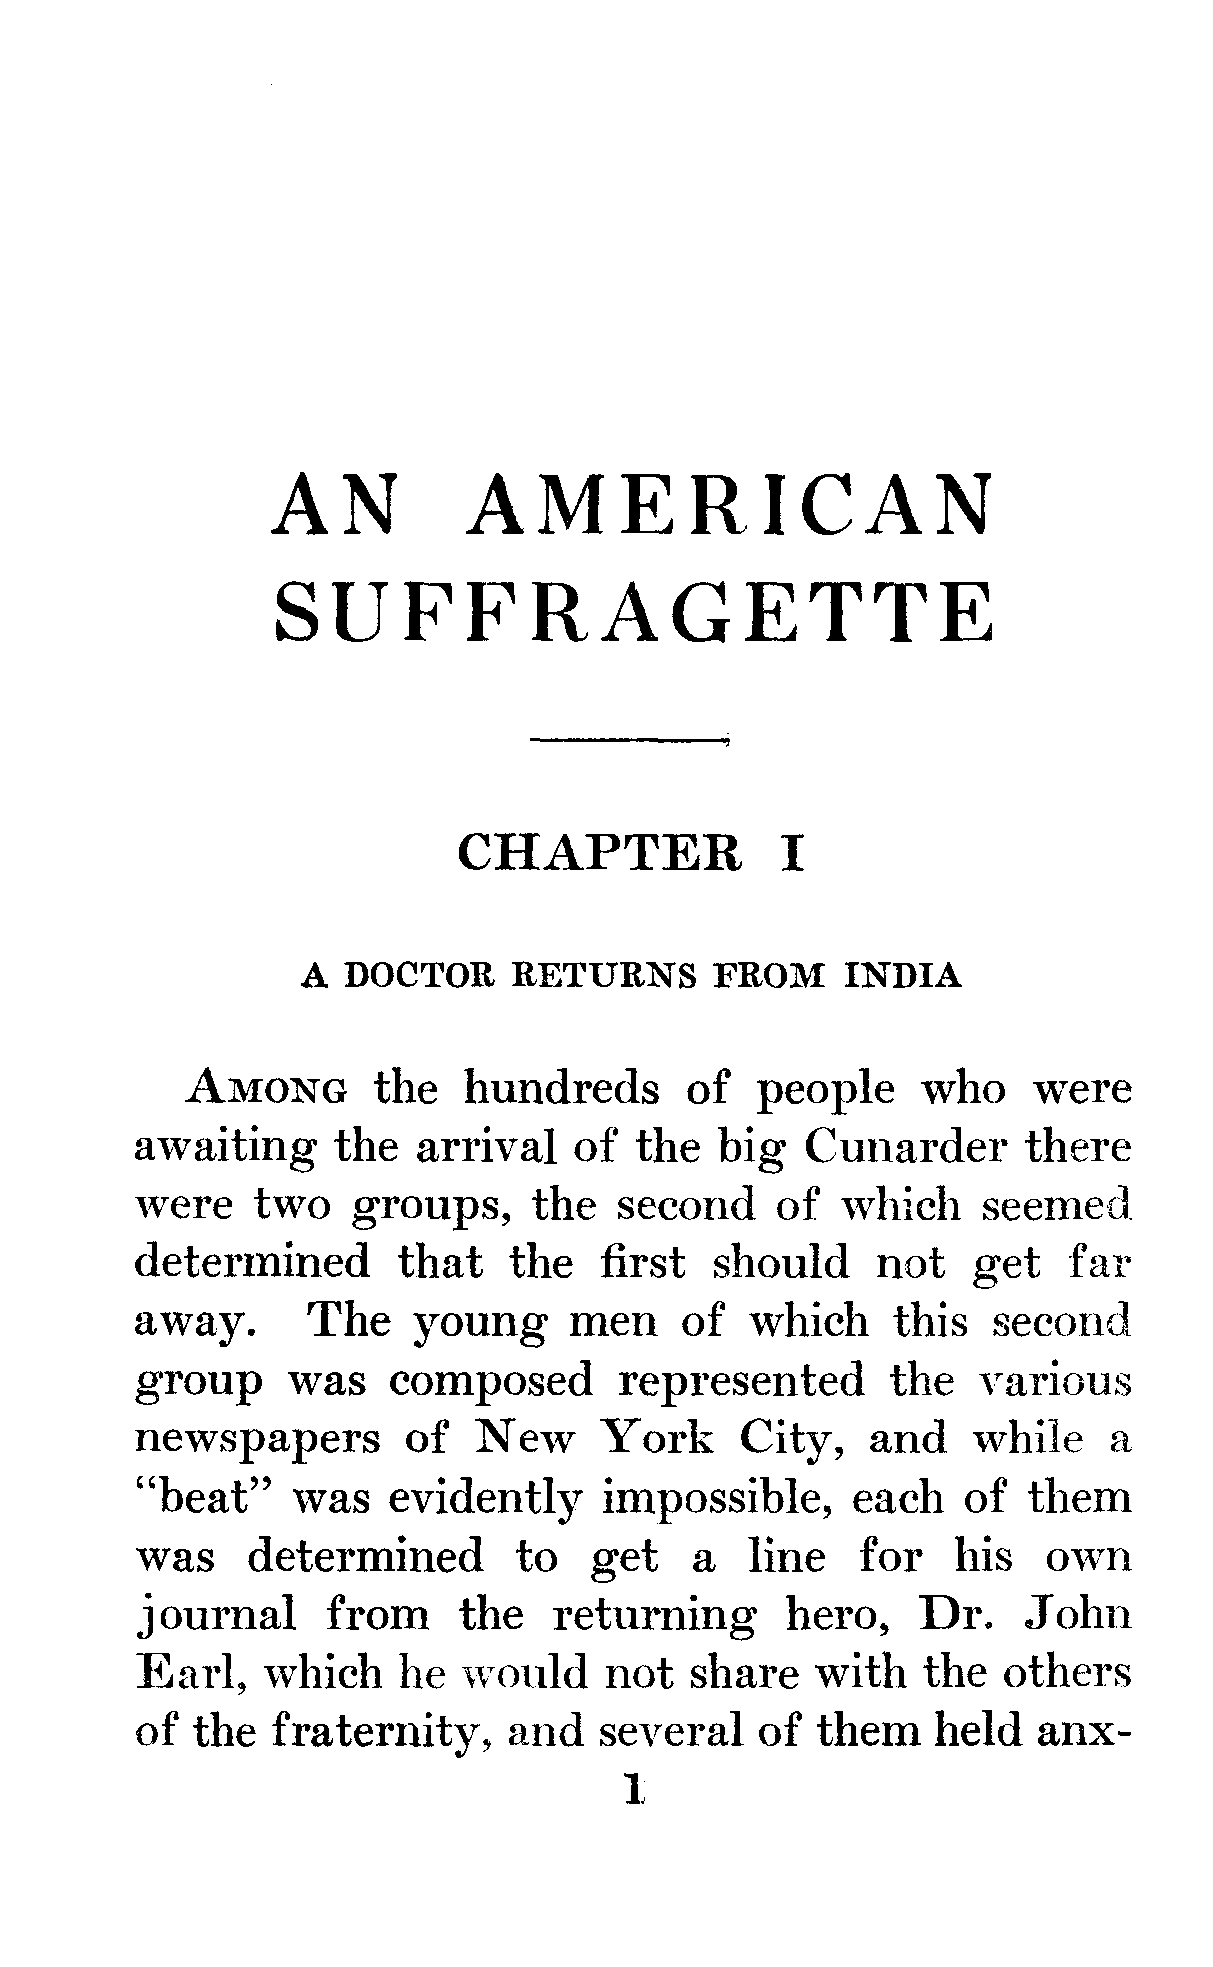 AN AMERICAN
SUFFRAGETTE
CHAPTER I
A DOCTOR RETURNS FROM INDIA
AMONG the hundreds of people who were
awaiting the arrival of the big Cunarder there
were two groups, the second of which seemed
determined that the first should not get far
away. The young men of which this second
group was composed represented the various
newspapers of New York City, and while a
"beat" was evidently impossible, each of them
was determined to get a line for his own
journal from the returning hero, Dr. John
Earl, which he would not share with the others
of the fraternity, and several of them held anx-
1